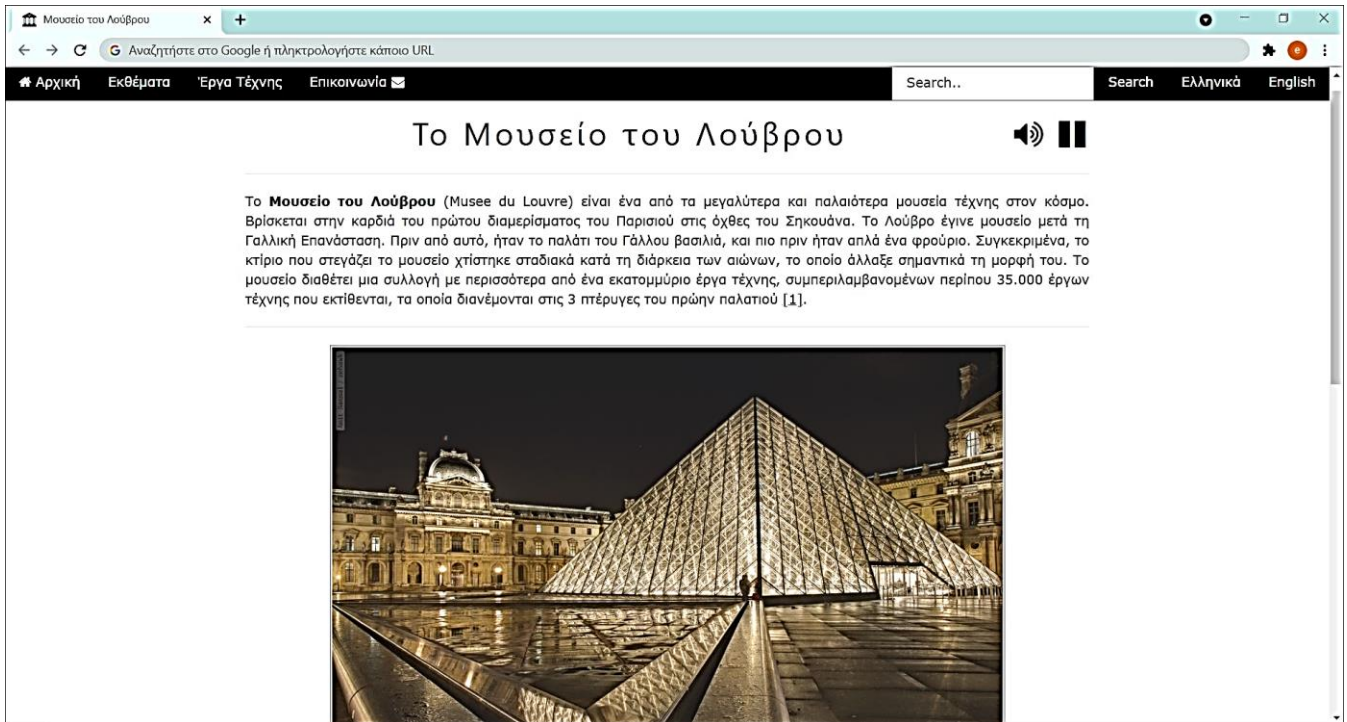 Μουσείο του Λούβρου
Αναζητήστε στο Google ή πληκτρολογήστε κάποιο URL
e
Αρχική Εκθέματα Έργα Τέχνης Επικοινωνία Search.. Search Ελληνικά English
Το Μουσείο του Λούβρου
Το Μουσείο του Λούβρου (Musee du Louvre) είναι ένα από τα μεγαλύτερα και παλαιότερα μουσεία τέχνης στον κόσμο.
Βρίσκεται στην καρδιά του πρώτου διαμερίσματος του Παρισιού στις όχθες του Σηκουάνα. Το Λούβρο έγινε μουσείο μετά τη
Γαλλική Επανάσταση. Πριν από αυτό, ήταν το παλάτι του Γάλλου βασιλιά, και πιο πριν ήταν απλά ένα φρούριο. Συγκεκριμένα, το
κτίριο που στεγάζει το μουσείο χτίστηκε σταδιακά κατά τη διάρκεια των αιώνων, το οποίο άλλαξε σημαντικά τη μορφή του. Το
μουσείο διαθέτει μια συλλογή με περισσότερα από ένα εκατομμύριο έργα τέχνης, συμπεριλαμβανομένων περίπου 35.000 έργων
τέχνης που εκτίθενται, τα οποία διανέμονται στις 3 πτέρυγες του πρώην παλατιού [1].